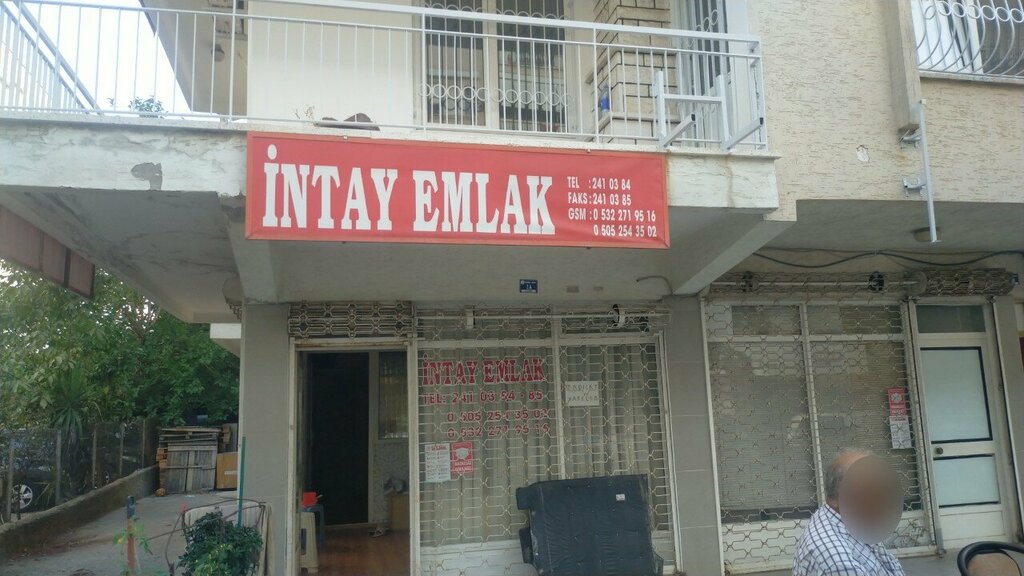 İNTAY EMLAK
TEL : 241 03 84
FAKS : 241 03 85
GSM : 0 532 271 95 16
0 505 254 35 02
İNTAY EMLAK
TEL: 241 03 54 - 85
0 505 254 35 02
0 532 271 95 16